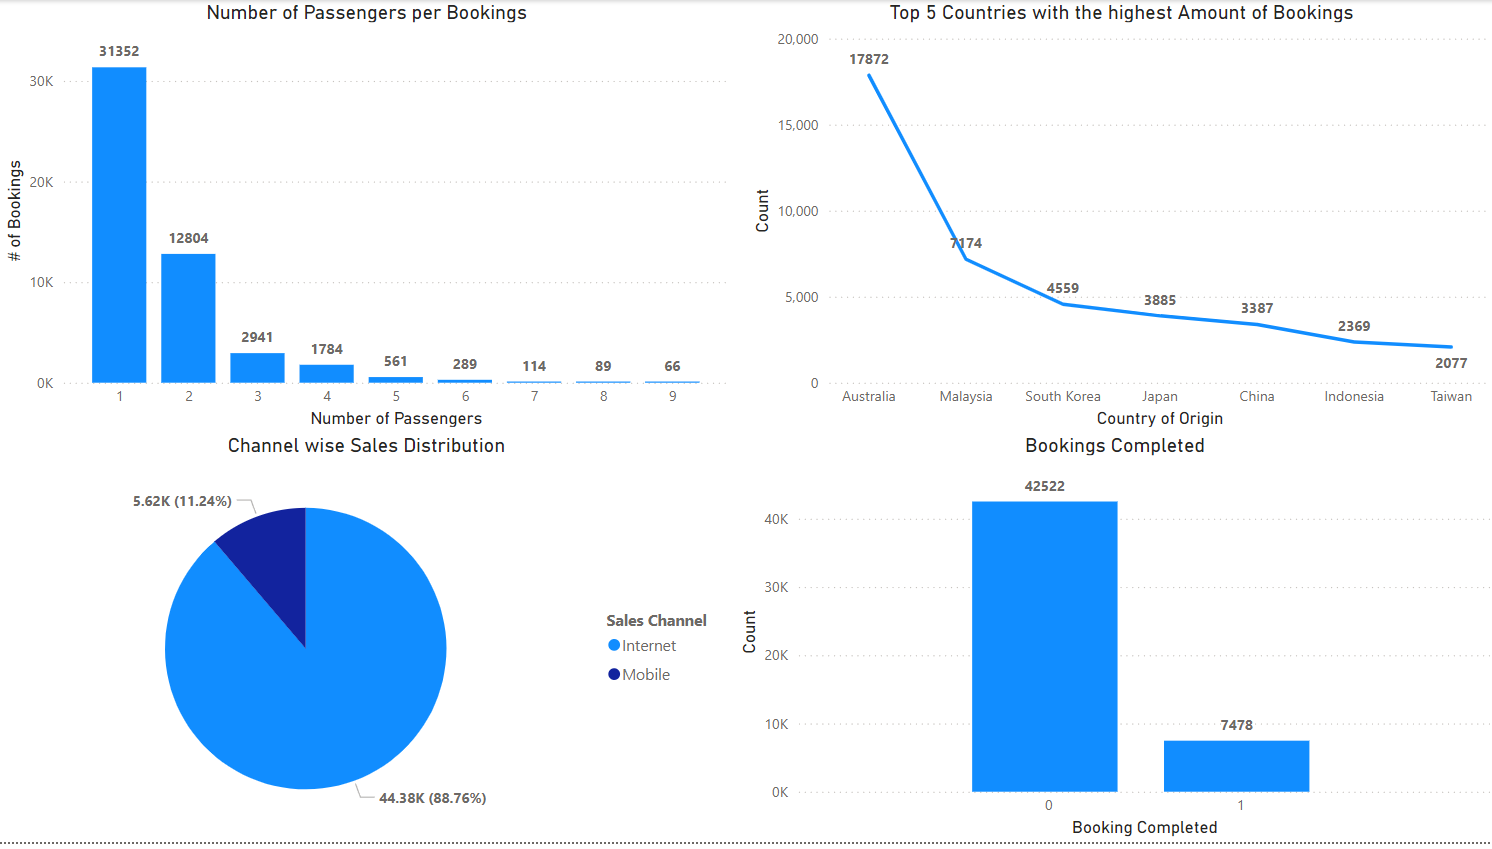 Number of Passengers per Bookings
31352
30K
12804
20K
10K
2941
1784
561
289
114
89
66
0K
# of Bookings
1 2 3 4 5 6 7 8 9
Number of Passengers
Top 5 Countries with the highest Amount of Bookings
20,000
17872
15,000
10,000
7174
5,000
4559
3885
3387
2369
2077
0
Count
Australia Malaysia South Korea Japan China Indonesia Taiwan
Country of Origin
Channel wise Sales Distribution
5.62K (11.24%)
44.38K (88.76%)
Sales Channel
Internet
Mobile
Bookings Completed
42522
40K
30K
20K
10K
7478
0K
Count
0 1
Booking Completed